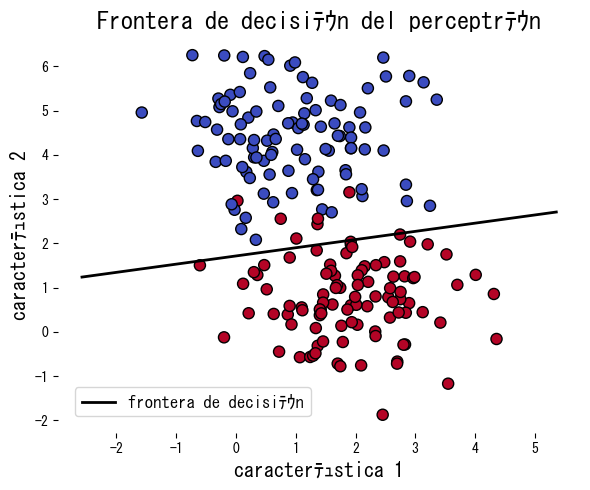 Frontera de decisiﾃｳn del perceptrﾃｳn
6
5
4
3
2
1
0
−1
−2
caracterﾃｭstica 2
frontera de decisiﾃｳn
−2 −1 0 1 2 3 4 5
caracterﾃｭstica 1